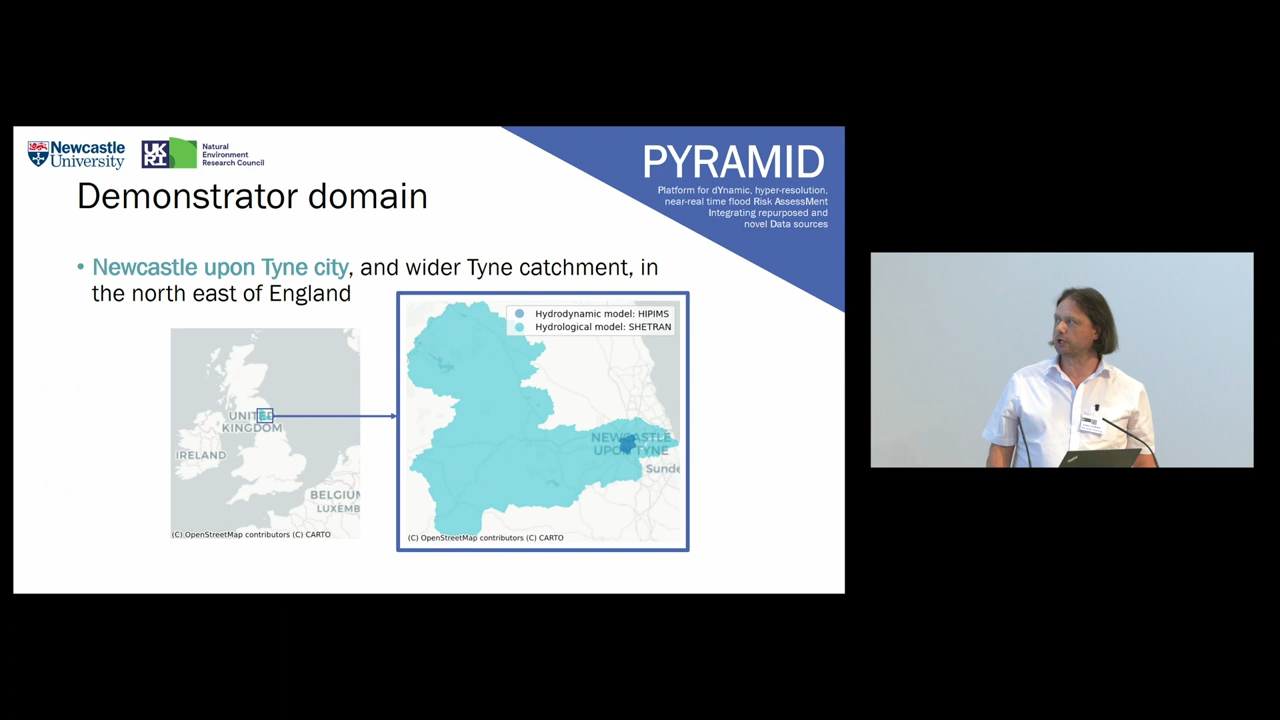 Newcastle
University
UK
RI
Natural
Environment
Research Council
PYRAMID
Platform for dYnamic, hyper-resolution,
near-real time flood Risk AssessMent
Integrating repurposed and
novel Data sources
Demonstrator domain
• Newcastle upon Tyne city, and wider Tyne catchment, in
the north east of England
UNITED
KINGDOM
IRELAND
BELGIUM
LUXEMB
(C) OpenStreetMap contributors (C) CARTO
Hydrodynamic model: HIPIMS
Hydrological model: SHETRAN
NEWCASTLE
UPON TYNE
Sunde
(C) OpenStreetMap contributors (C) CARTO